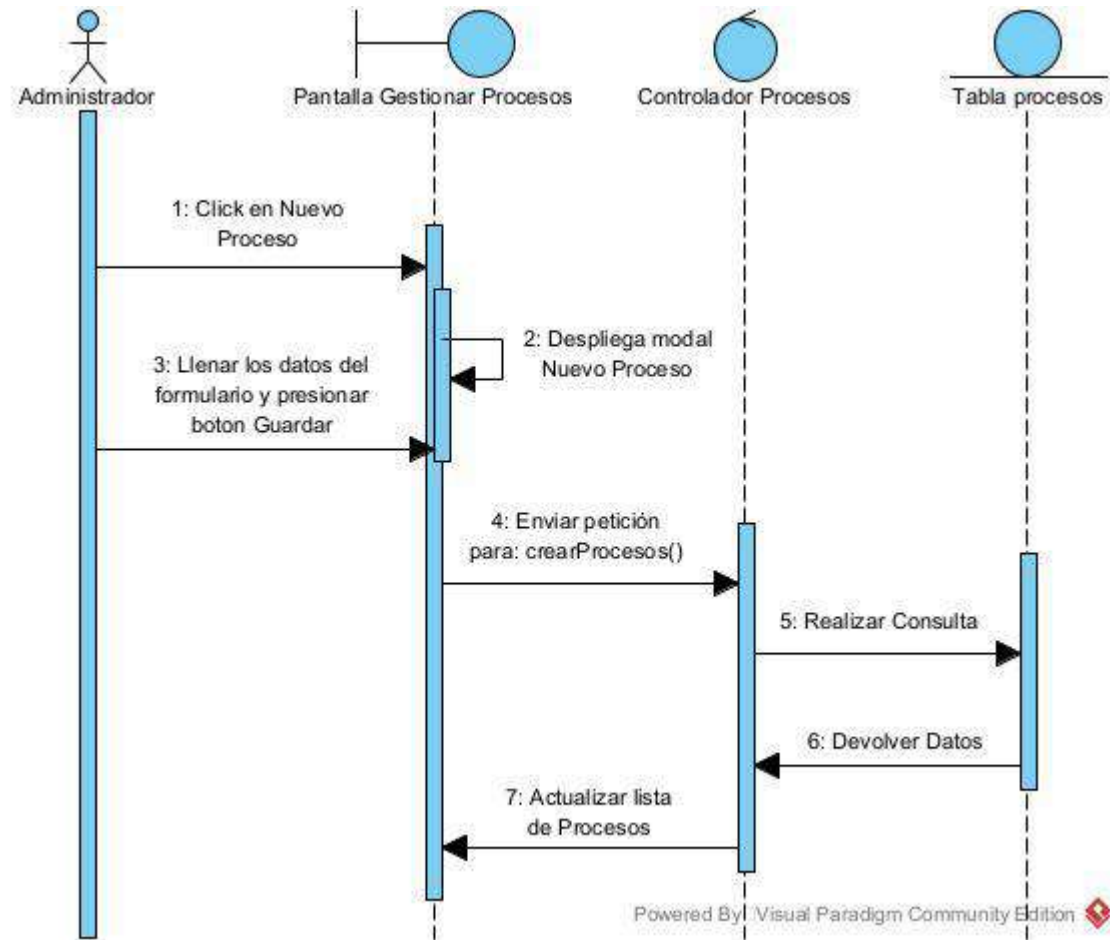 Administrador
Pantalla Gestionar Procesos
Controlador Procesos
Tabla procesos
1: Click en Nuevo
Proceso
2: Despliega modal
Nuevo Proceso
3: Llenar los datos del
formulario y presionar
boton Guardar
4: Enviar petición
para: crearProcesos()
5: Realizar Consulta
6: Devolver Datos
7: Actualizar lista
de Procesos
Powered By Visual Paradigm Community Edition